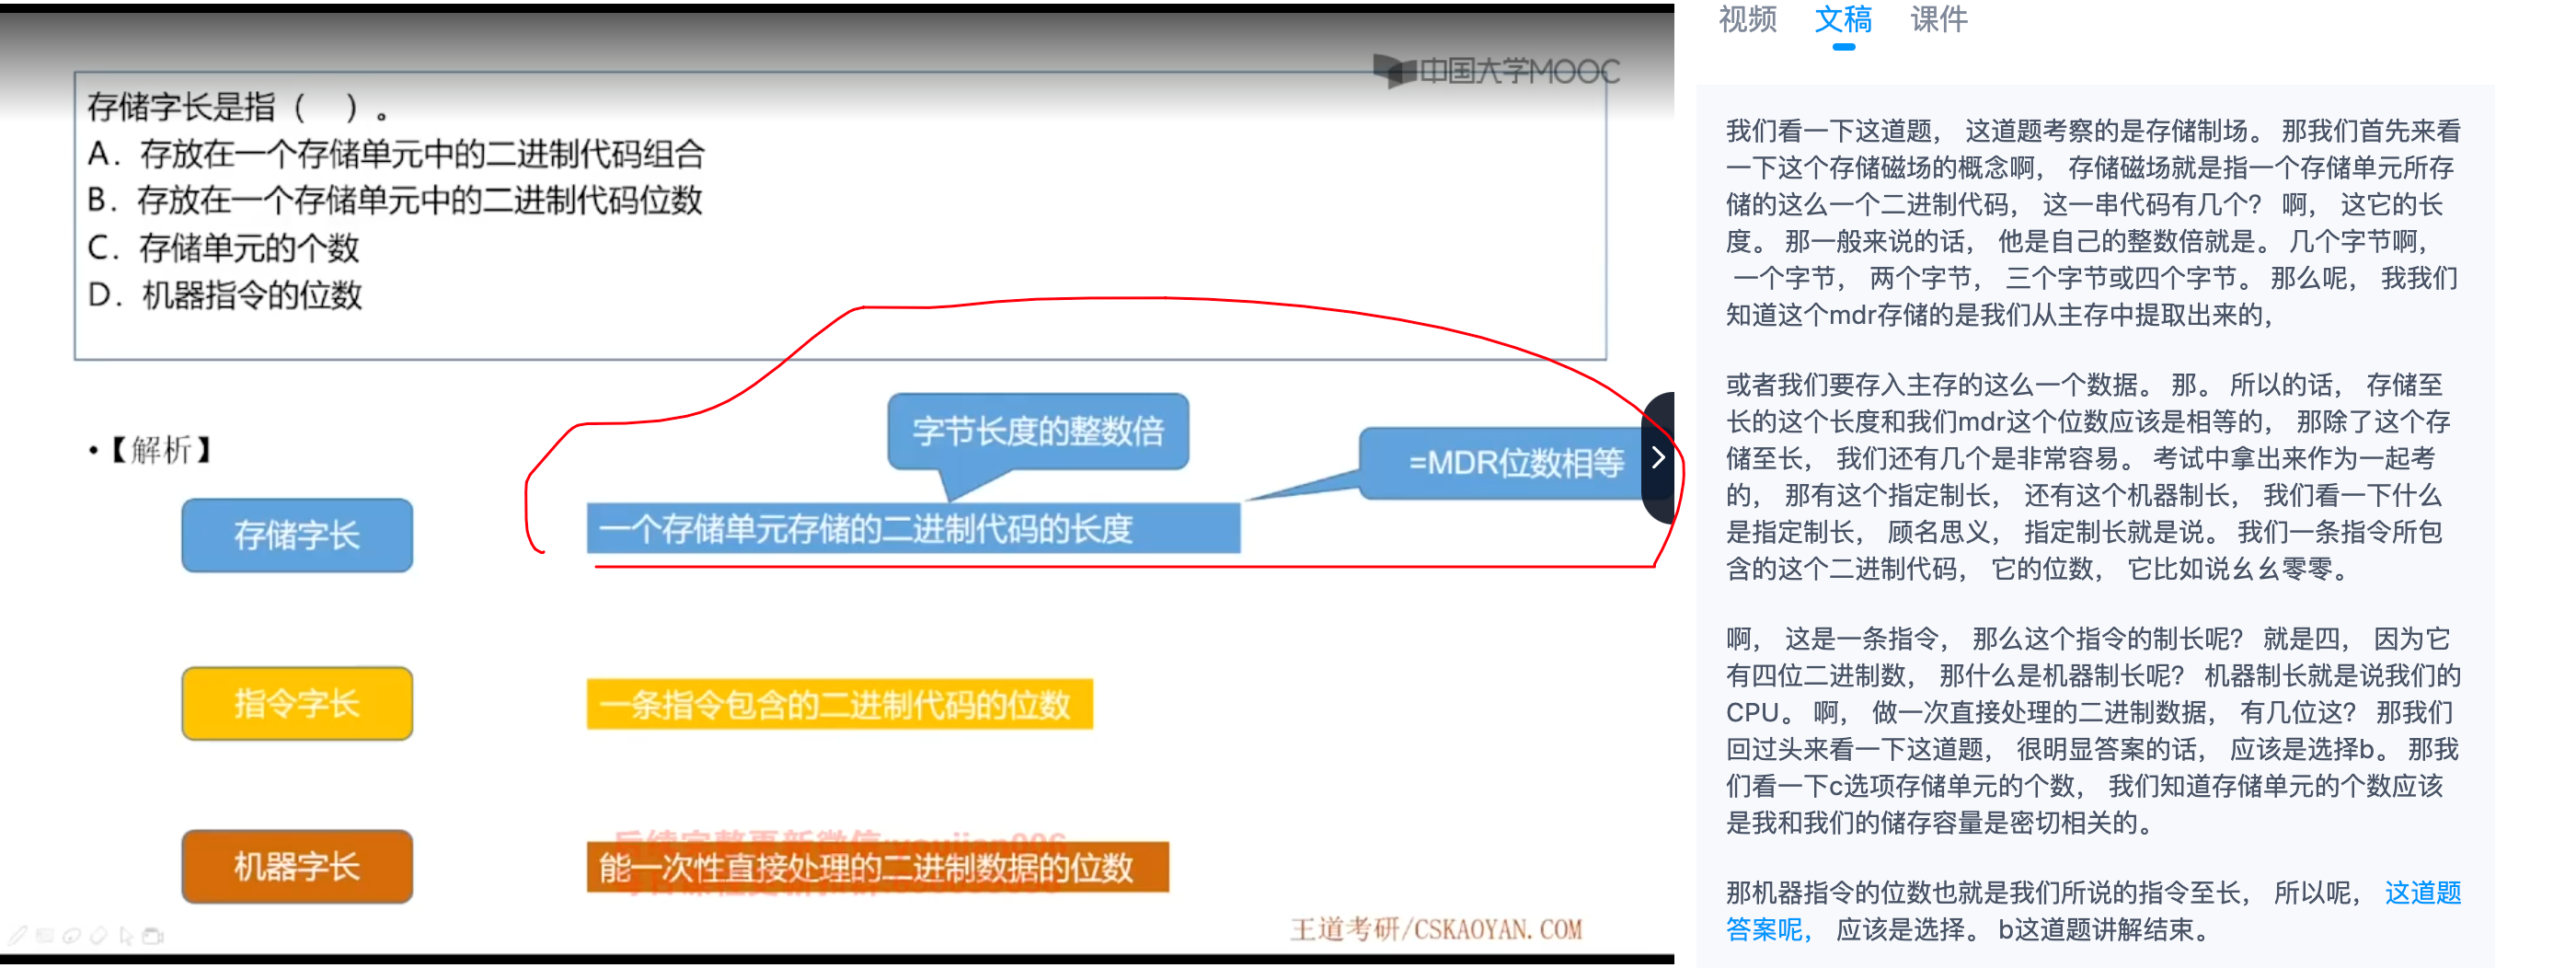 中国大学MOOC
存储字长是指（ ）。
A. 存放在一个存储单元中的二进制代码组合
B. 存放在一个存储单元中的二进制代码位数
C. 存储单元的个数
D. 机器指令的位数
•【解析】
字节长度的整数倍
=MDR位数相等
存储字长
一个存储单元存储的二进制代码的长度
指令字长
一条指令包含的二进制代码的位数
机器字长
能一次性直接处理的二进制数据的位数
王道考研/CSKAOYAN.COM
视频 文稿 课件
我们看一下这道题， 这道题考察的是存储制场。 那我们首先来看
一下这个存储磁场的概念啊， 存储磁场就是指一个存储单元所存
储的这么一个二进制代码， 这一串代码有几个？ 啊， 这它的长
度。 那一般来说的话， 他是自己的整数倍就是。 几个字节啊，
一个字节， 两个字节， 三个字节或四个字节。 那么呢， 我我们
知道这个mdr存储的是我们从主存中提取出来的，
或者我们要存入主存的这么一个数据。 那。 所以的话， 存储至
长的这个长度和我们mdr这个位数应该是相等的， 那除了这个存
储至长， 我们还有几个是非常容易。 考试中拿出来作为一起考
的， 那有这个指定制长， 还有这个机器制长， 我们看一下什么
是指定制长， 顾名思义， 指定制长就是说。 我们一条指令所包
含的这个二进制代码， 它的位数， 它比如说幺幺零零。
啊， 这是一条指令， 那么这个指令的制长呢？ 就是四， 因为它
有四位二进制数， 那什么是机器制长呢？ 机器制长就是说我们的
CPU。 啊， 做一次直接处理的二进制数据， 有几位这？ 那我们
回过头来看一下这道题， 很明显答案的话， 应该是选择b。 那我
们看一下c选项存储单元的个数， 我们知道存储单元的个数应该
是我和我们的储存容量是密切相关的。
那机器指令的位数也就是我们所说的指令至长， 所以呢， 这道题
答案呢， 应该是选择。 b这道题讲解结束。